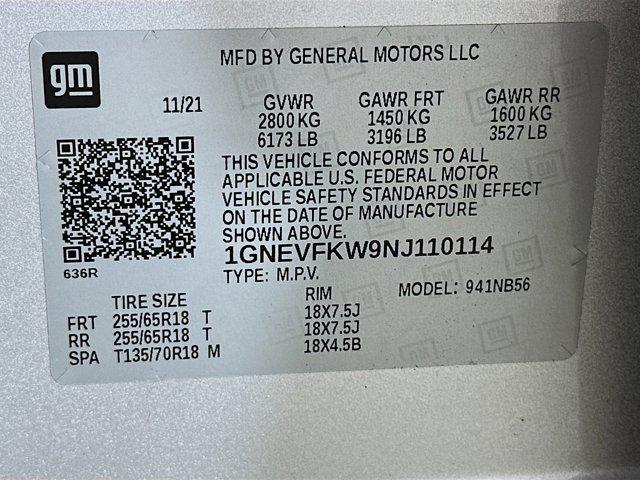 gm
MFD BY GENERAL MOTORS LLC
11/21 GVWR GAWR FRT GAWR RR
2800 KG 1450 KG 1600 KG
6173 LB 3196 LB 3527 LB
THIS VEHICLE CONFORMS TO ALL
APPLICABLE U.S. FEDERAL MOTOR
VEHICLE SAFETY STANDARDS IN EFFECT
ON THE DATE OF MANUFACTURE
SHOWN ABOVE.
1GNEVFKW9NJ110114
636R
TYPE: M.P.V. MODEL: 941NB56
TIRE SIZE RIM
FRT 255/65R18 T 18X7.5J
RR 255/65R18 T 18X7.5J
SPA T135/70R18 M 18X4.5B